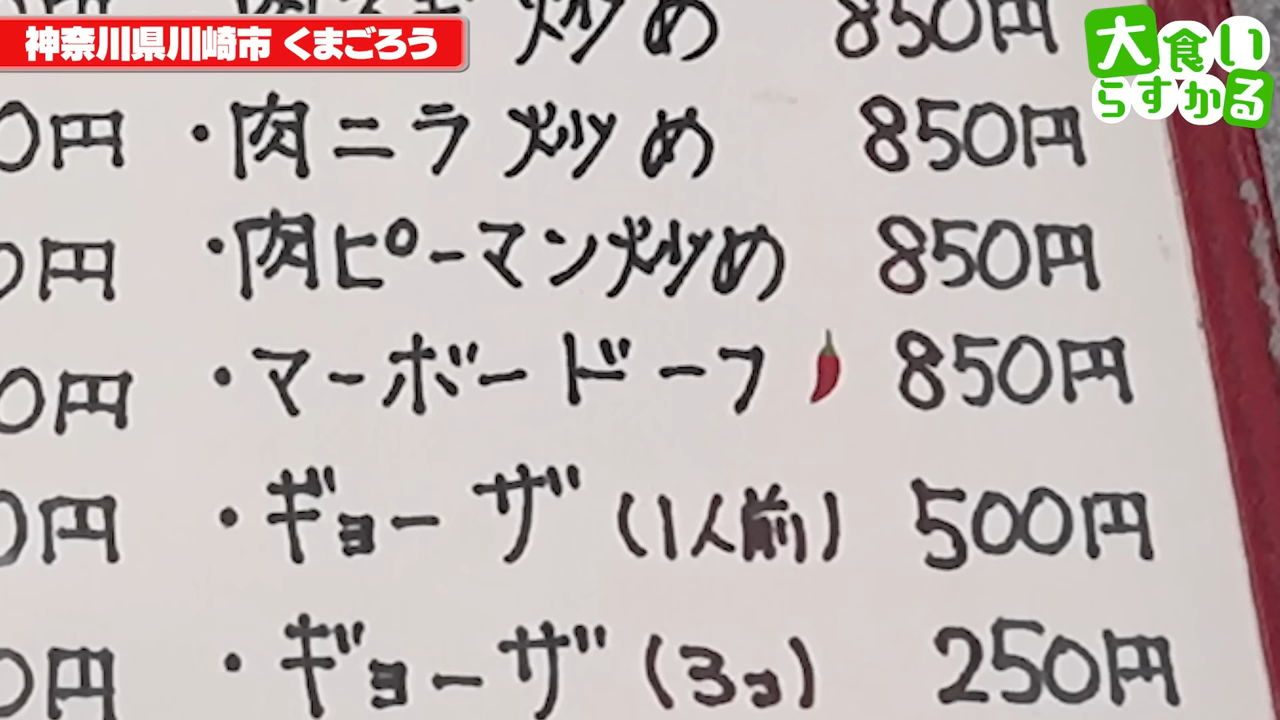 神奈川県川崎市 くまごろう
大食い
らすかる
炒め 850円
0円 ・肉ニラ炒め 850円
0円 ・肉ピーマン炒め 850円
0円 ・マーボードーフ 850円
0円 ・ギョーザ(1人前) 500円
0円 ・ギョーザ(3コ) 250円